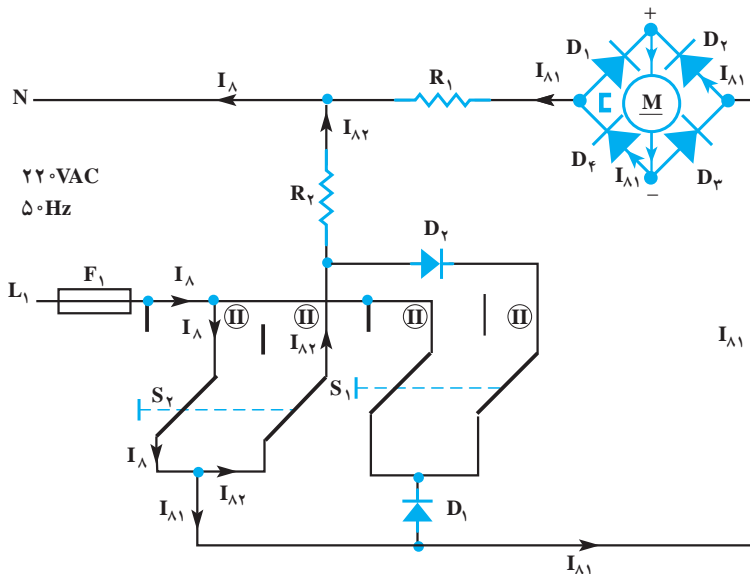 +
D۱ D۲
I۸ R۱ I۸۱ I۸۱
N M
I۸۲ D۴ I۸۱ D۳
−
۲۲۰VAC
۵۰Hz
R۲
D۲
L۱ F۱ I۸
II II II II
I۸ I۸۲ I۸۱
S۲ S۱
I۸ I۸۲
I۸۱ D۱
I۸۱